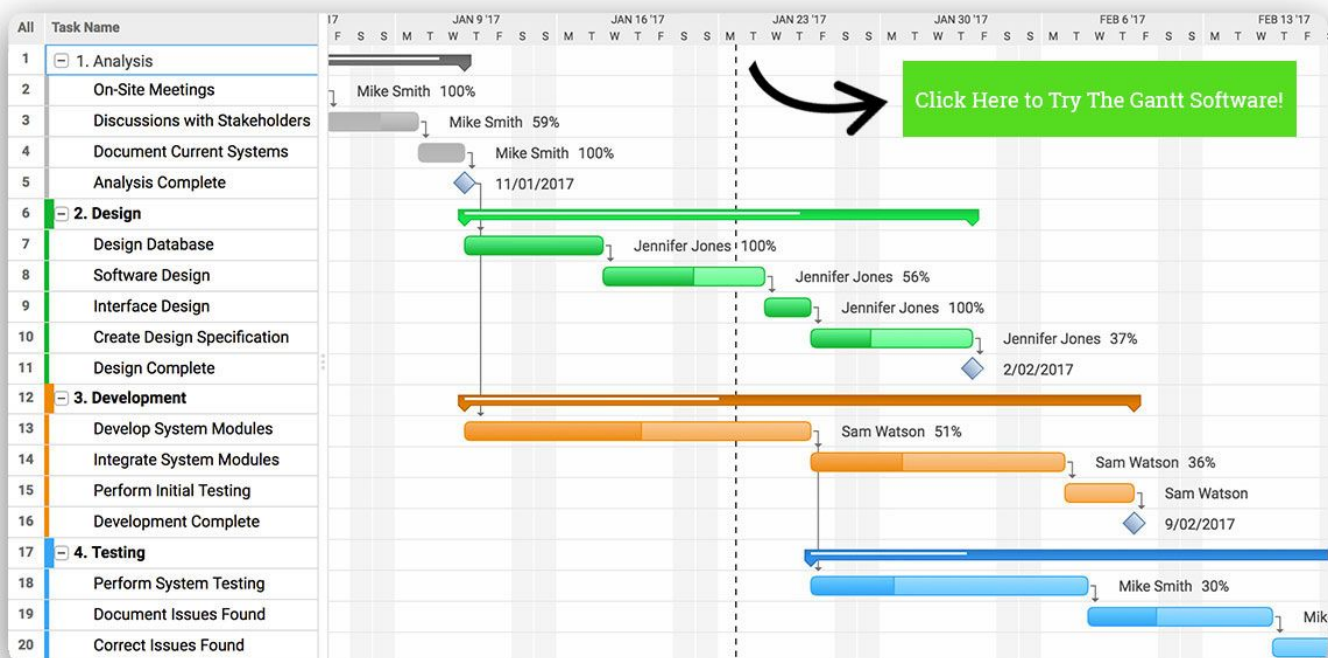 All Task Name
17 JAN 9 '17 JAN 16 '17 JAN 23 '17 JAN 30 '17 FEB 6 '17 FEB 13 '17
F S S M T W T F S S M T W T F S S M T W T F S S M T W T F S S M T W T F S S M T W T F
1 1. Analysis
2 On-Site Meetings Mike Smith 100%
Click Here to Try The Gantt Software!
3 Discussions with Stakeholders Mike Smith 59%
4 Document Current Systems Mike Smith 100%
5 Analysis Complete 11/01/2017
6 2. Design
7 Design Database Jennifer Jones 100%
8 Software Design Jennifer Jones 56%
9 Interface Design Jennifer Jones 100%
10 Create Design Specification Jennifer Jones 37%
11 Design Complete 2/02/2017
12 3. Development
13 Develop System Modules Sam Watson 51%
14 Integrate System Modules Sam Watson 36%
15 Perform Initial Testing Sam Watson
16 Development Complete 9/02/2017
17 4. Testing
18 Perform System Testing Mike Smith 30%
19 Document Issues Found Mik
20 Correct Issues Found